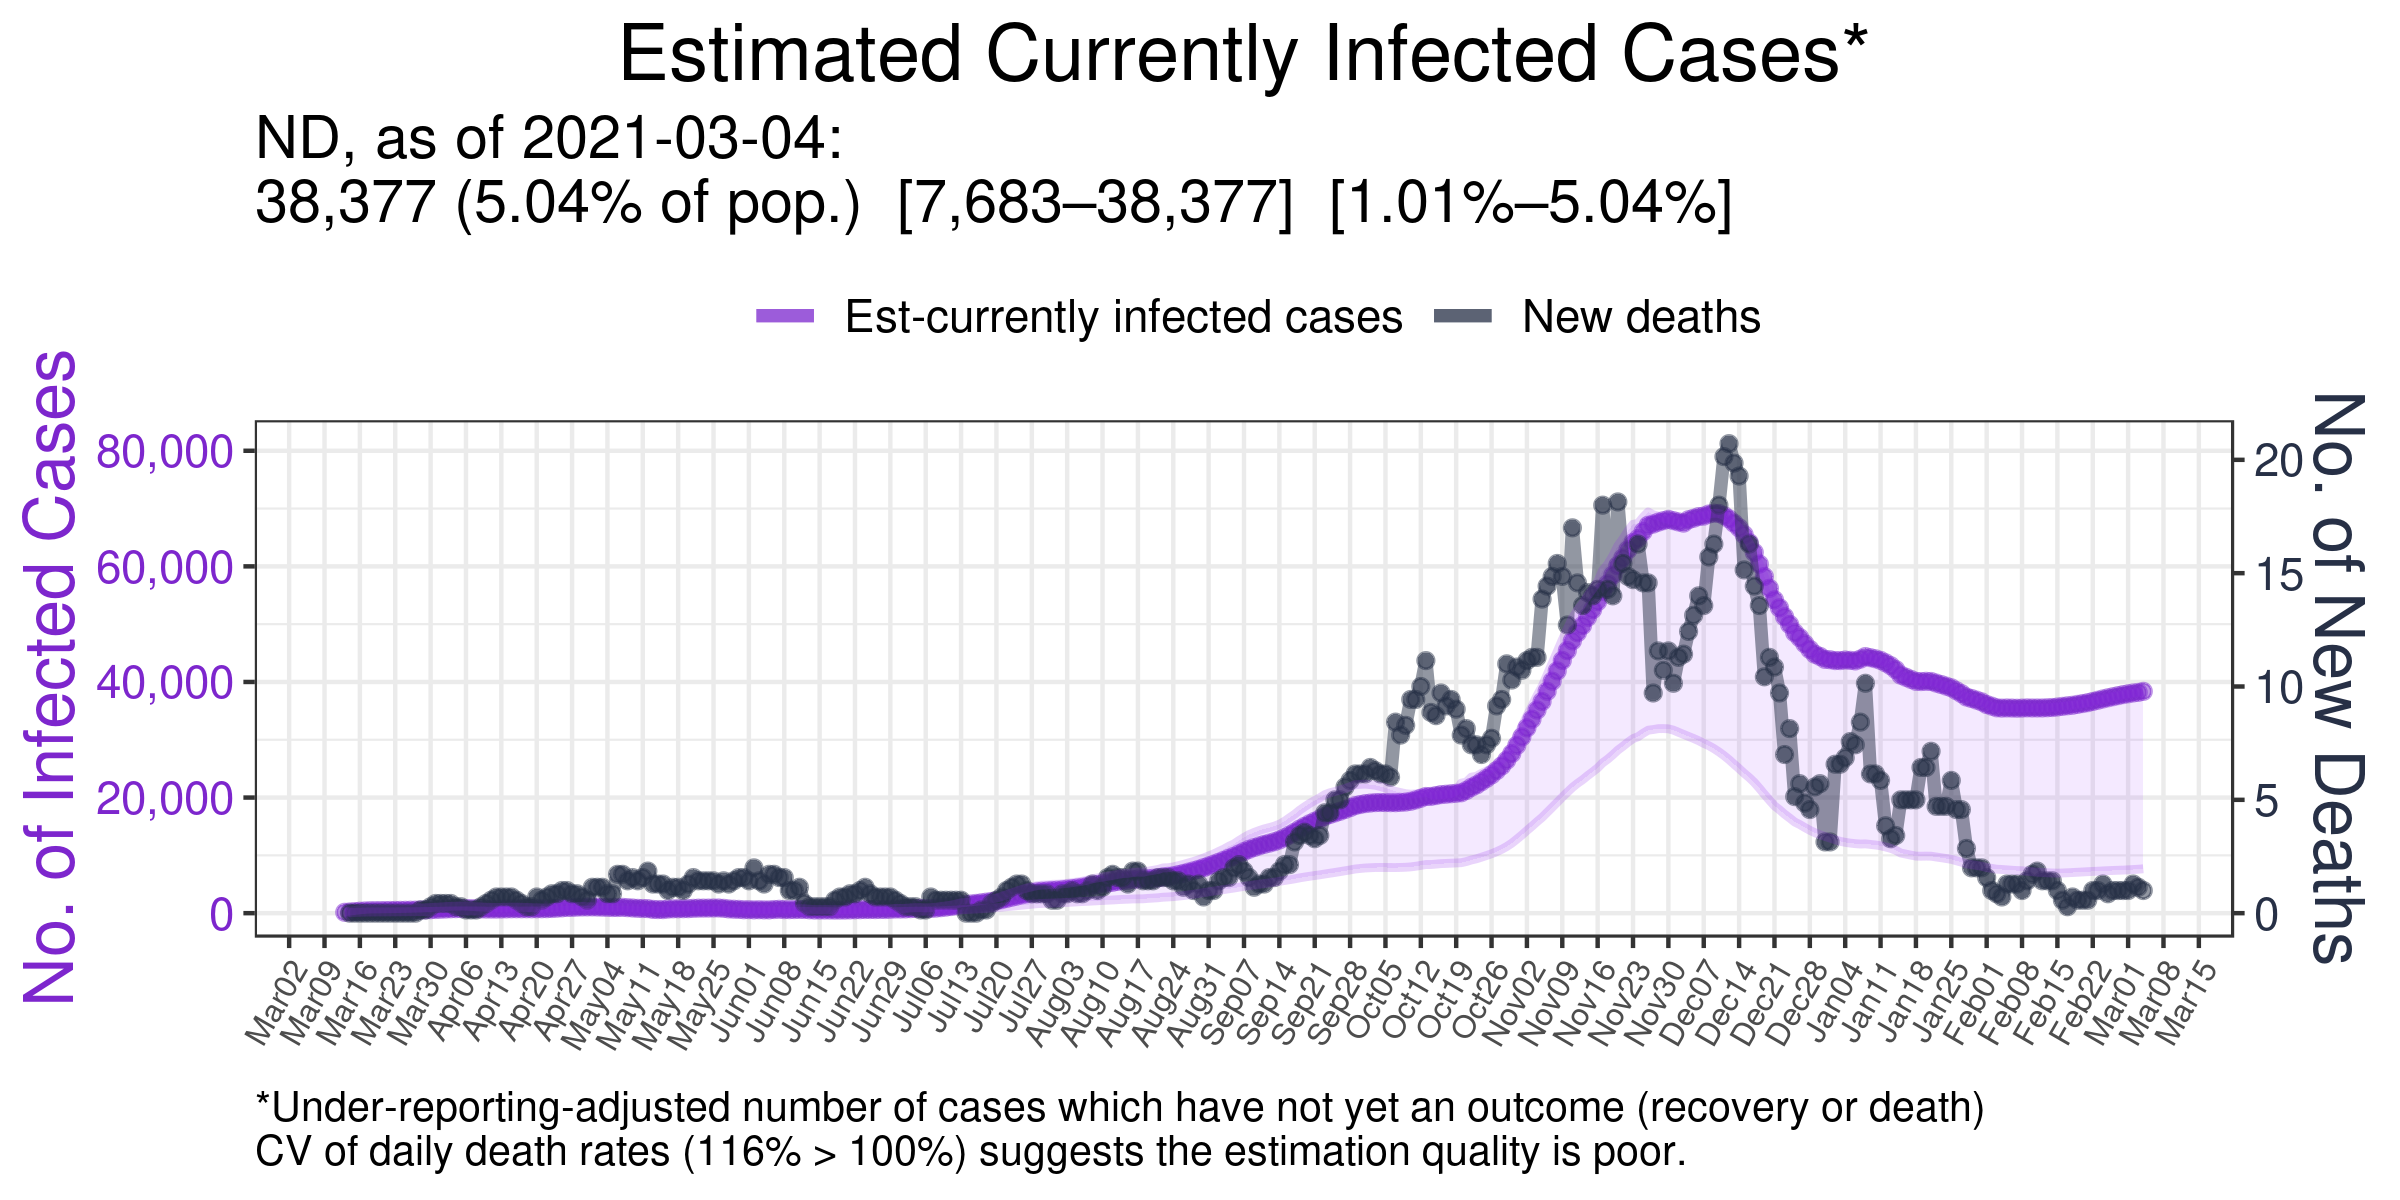 Estimated Currently Infected Cases*
ND, as of 2021-03-04:
38,377 (5.04% of pop.)  [7,683–38,377]  [1.01%–5.04%]
Est-currently infected cases
New deaths
No. of Infected Cases
80,000
60,000
40,000
20,000
0
20
15
10
5
0
No. of New Deaths
Mar02
Mar09
Mar16
Mar23
Mar30
Apr06
Apr13
Apr20
Apr27
May04
May11
May18
May25
Jun01
Jun08
Jun15
Jun22
Jun29
Jul06
Jul13
Jul20
Jul27
Aug03
Aug10
Aug17
Aug24
Aug31
Sep07
Sep14
Sep21
Sep28
Oct05
Oct12
Oct19
Oct26
Nov02
Nov09
Nov16
Nov23
Nov30
Dec07
Dec14
Dec21
Dec28
Jan04
Jan11
Jan18
Jan25
Feb01
Feb08
Feb15
Feb22
Mar01
Mar08
Mar15
*Under-reporting-adjusted number of cases which have not yet an outcome (recovery or death)
CV of daily death rates (116% > 100%) suggests the estimation quality is poor.